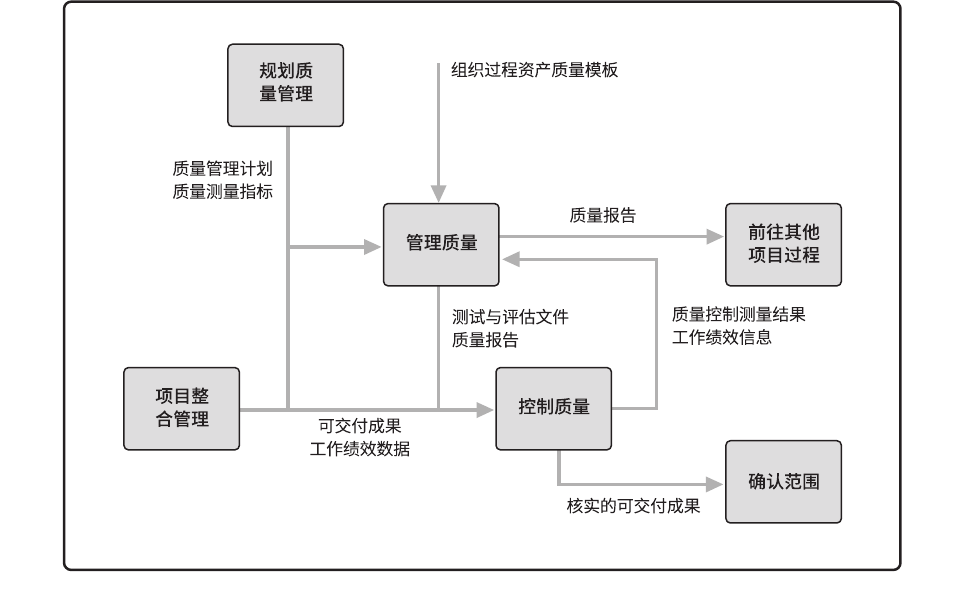 规划质
量管理
组织过程资产质量模板
质量管理计划
质量测量指标
管理质量
质量报告
前往其他
项目过程
测试与评估文件
质量报告
质量控制测量结果
工作绩效信息
项目整
合管理
控制质量
可交付成果
工作绩效数据
确认范围
核实的可交付成果